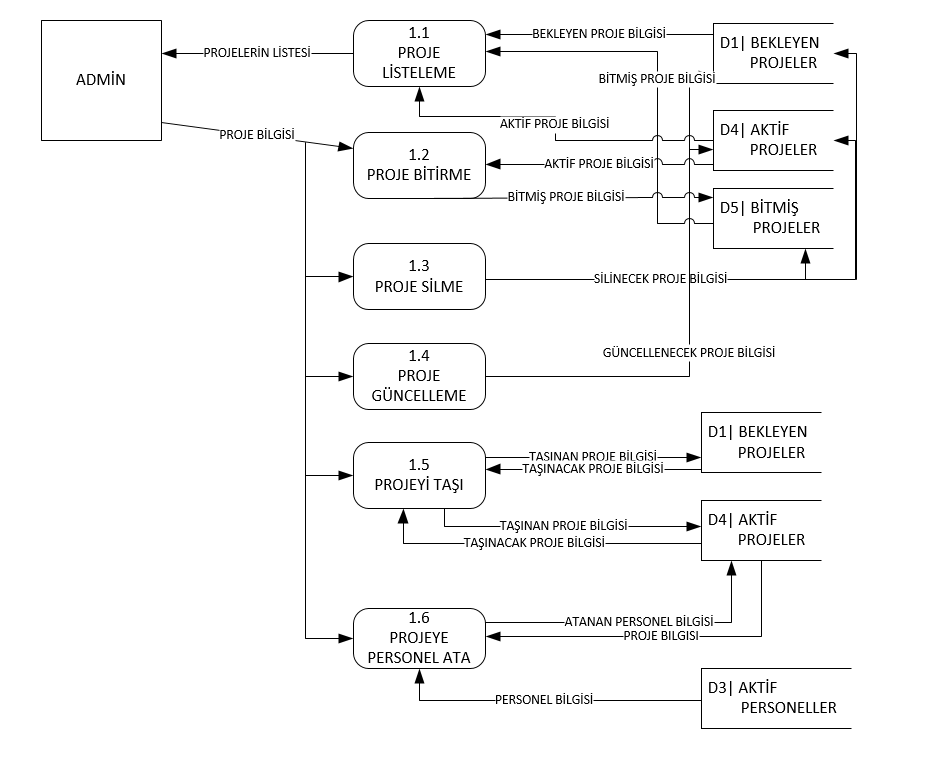 ADMİN
PROJELERİN LİSTESİ
PROJE BİLGİSİ
1.1
PROJE
LİSTELEME
BEKLEYEN PROJE BİLGİSİ
D1| BEKLEYEN
PROJELER
BİTMİŞ PROJE BİLGİSİ
AKTİF PROJE BİLGİSİ
D4| AKTİF
PROJELER
1.2
PROJE BİTİRME
AKTİF PROJE BİLGİSİ
BİTMİŞ PROJE BİLGİSİ
D5| BİTMİŞ
PROJELER
1.3
PROJE SİLME
SİLİNECEK PROJE BİLGİSİ
1.4
PROJE
GÜNCELLEME
GÜNCELLENECEK PROJE BİLGİSİ
1.5
PROJEYİ TAŞI
TAŞINAN PROJE BİLGİSİ
TAŞINACAK PROJE BİLGİSİ
D1| BEKLEYEN
PROJELER
TAŞINAN PROJE BİLGİSİ
TAŞINACAK PROJE BİLGİSİ
D4| AKTİF
PROJELER
1.6
PROJEYE
PERSONEL ATA
ATANAN PERSONEL BİLGİSİ
PROJE BILGISI
PERSONEL BİLGİSİ
D3| AKTİF
PERSONELLER